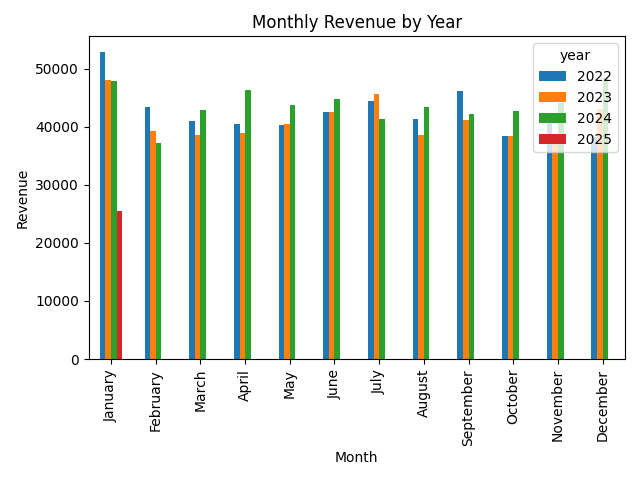 Monthly Revenue by Year
year
2022
2023
2024
2025
50000
40000
30000
20000
10000
0
Revenue
January
February
March
April
May
June
July
August
September
October
November
December
Month